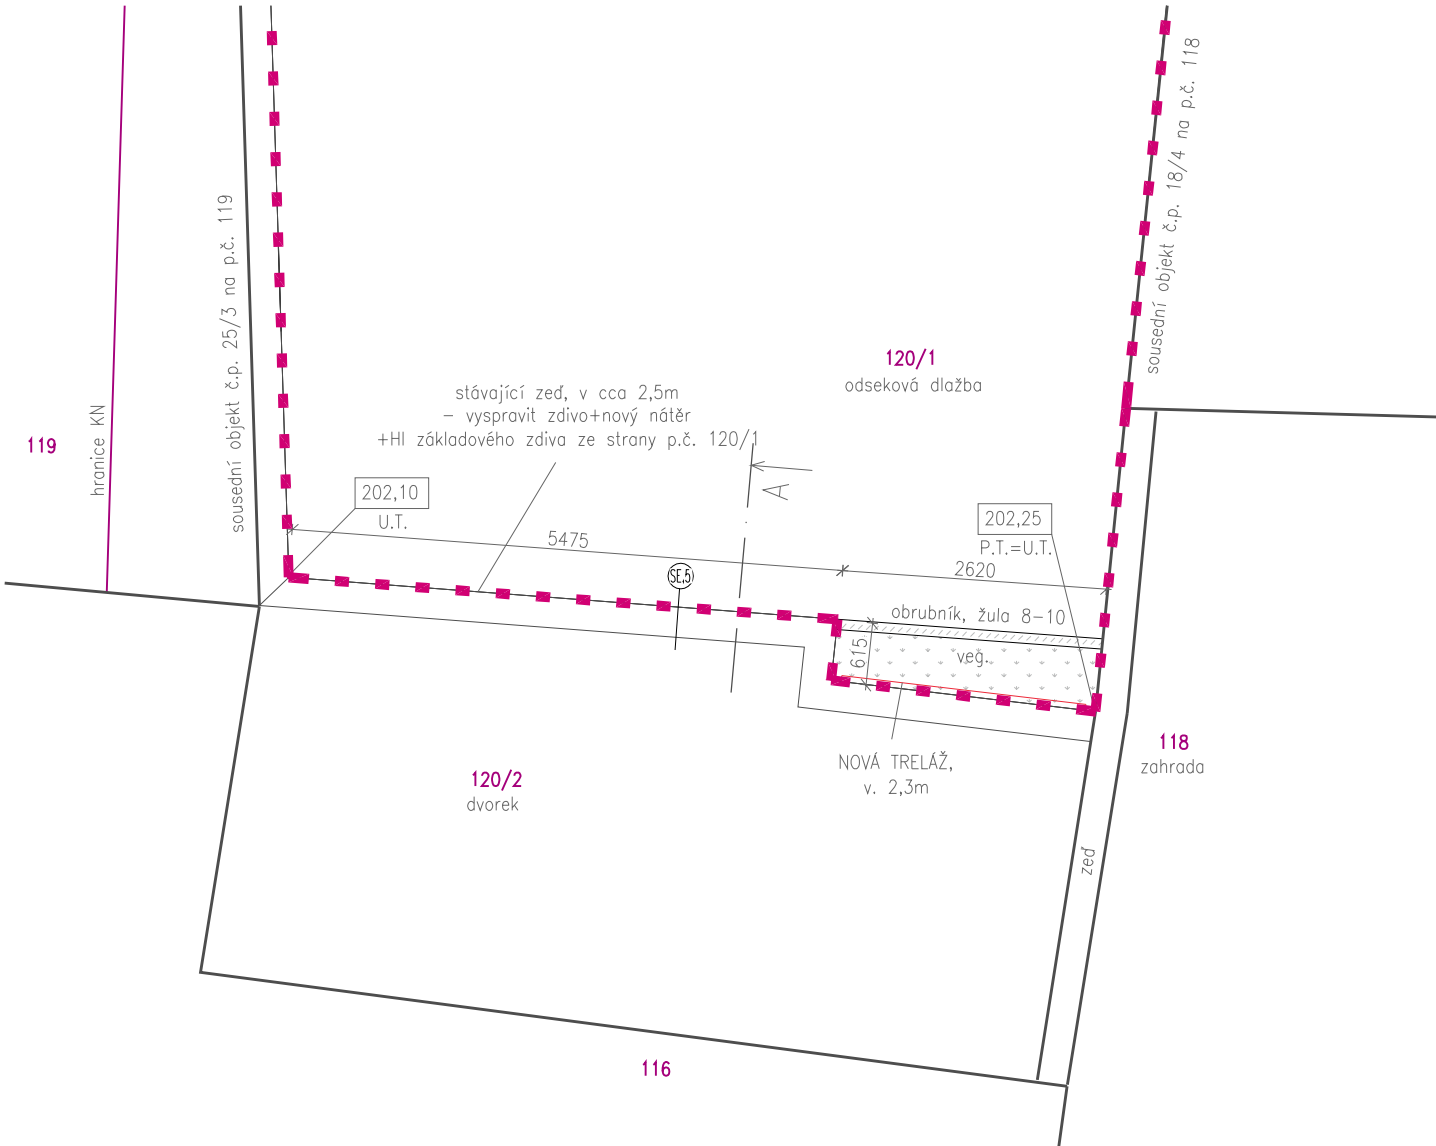 sousední objekt č.p. 18/4 na p.č. 118
sousední objekt č.p. 25/3 na p.č. 119
120/1
odseková dlažba
stávající zeď, v cca 2,5m
– vyspravit zdivo+nový nátěr
+HI základového zdiva ze strany p.č. 120/1
119
hranice KN
202,10
U.T.
A
202,25
P.T.=U.T.
5475
2620
SE.5
obrubník, žula 8–10
615
veg.
118
zahrada
NOVÁ TRELÁŽ,
v. 2,3m
120/2
dvorek
zeď
116